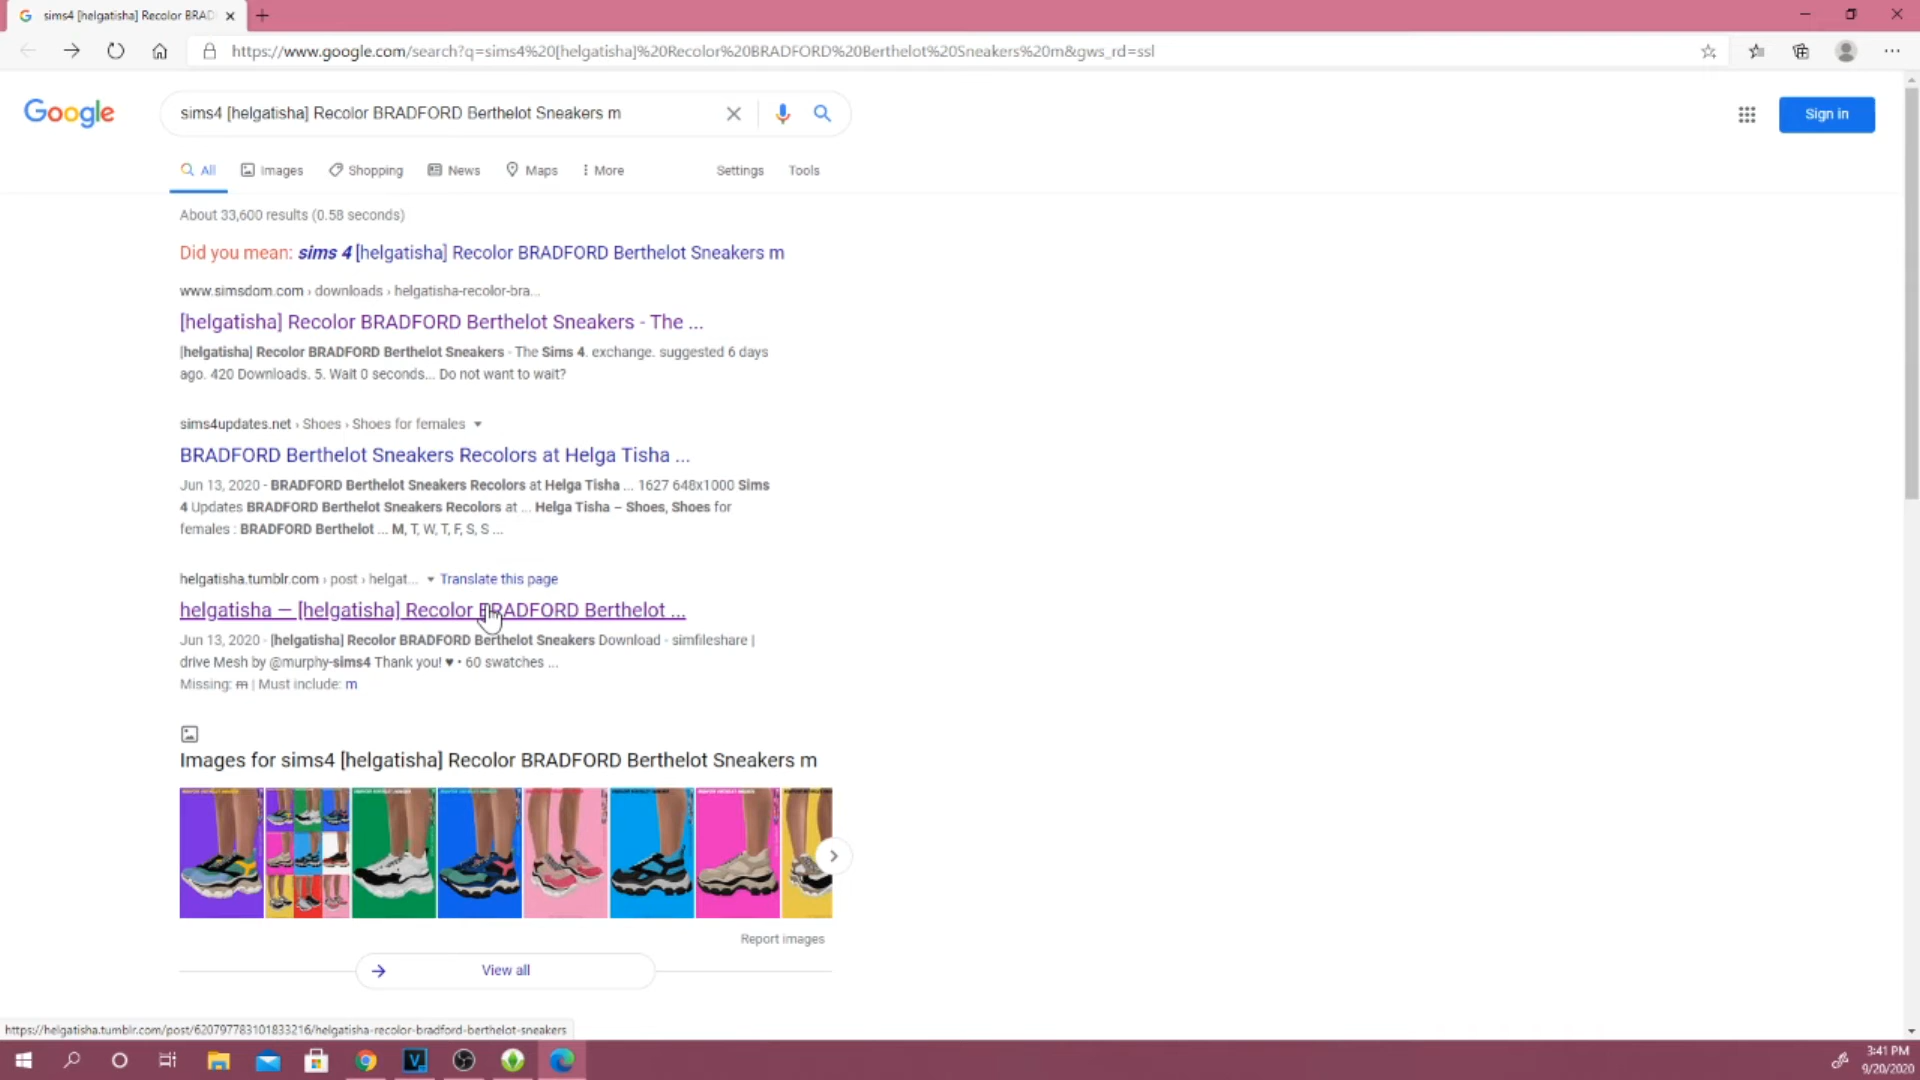 sims4 [helgatisha] Recolor BRAD
https://www.google.com/search?q=sims4%20[helgatisha]%20Recolor%20BRADFORD%20Berthelot%20Sneakers%20m&gws_rd=ssl
Google
sims4 [helgatisha] Recolor BRADFORD Berthelot Sneakers m
Sign in
All Images Shopping News Maps More Settings Tools
About 33,600 results (0.58 seconds)
Did you mean: sims 4 [helgatisha] Recolor BRADFORD Berthelot Sneakers m
www.simsdom.com › downloads › helgatisha-recolor-bra...
[helgatisha] Recolor BRADFORD Berthelot Sneakers - The ...
[helgatisha] Recolor BRADFORD Berthelot Sneakers - The Sims 4. exchange. suggested 6 days
ago. 420 Downloads. 5. Wait 0 seconds... Do not want to wait?
sims4updates.net › Shoes › Shoes for females
BRADFORD Berthelot Sneakers Recolors at Helga Tisha ...
Jun 13, 2020 - BRADFORD Berthelot Sneakers Recolors at Helga Tisha ... 1627 648x1000 Sims
4 Updates BRADFORD Berthelot Sneakers Recolors at ... Helga Tisha – Shoes, Shoes for
females : BRADFORD Berthelot ... M, T, W, T, F, S, S ...
helgatisha.tumblr.com › post › helgat... Translate this page
helgatisha — [helgatisha] Recolor BRADFORD Berthelot ...
Jun 13, 2020 - [helgatisha] Recolor BRADFORD Berthelot Sneakers Download - simfileshare |
drive Mesh by @murphy-sims4 Thank you! ♥ • 60 swatches ...
Missing: m | Must include: m
Images for sims4 [helgatisha] Recolor BRADFORD Berthelot Sneakers m
Report images
View all
https://helgatisha.tumblr.com/post/620797783101833216/helgatisha-recolor-bradford-berthelot-sneakers
3:41 PM
9/20/2020